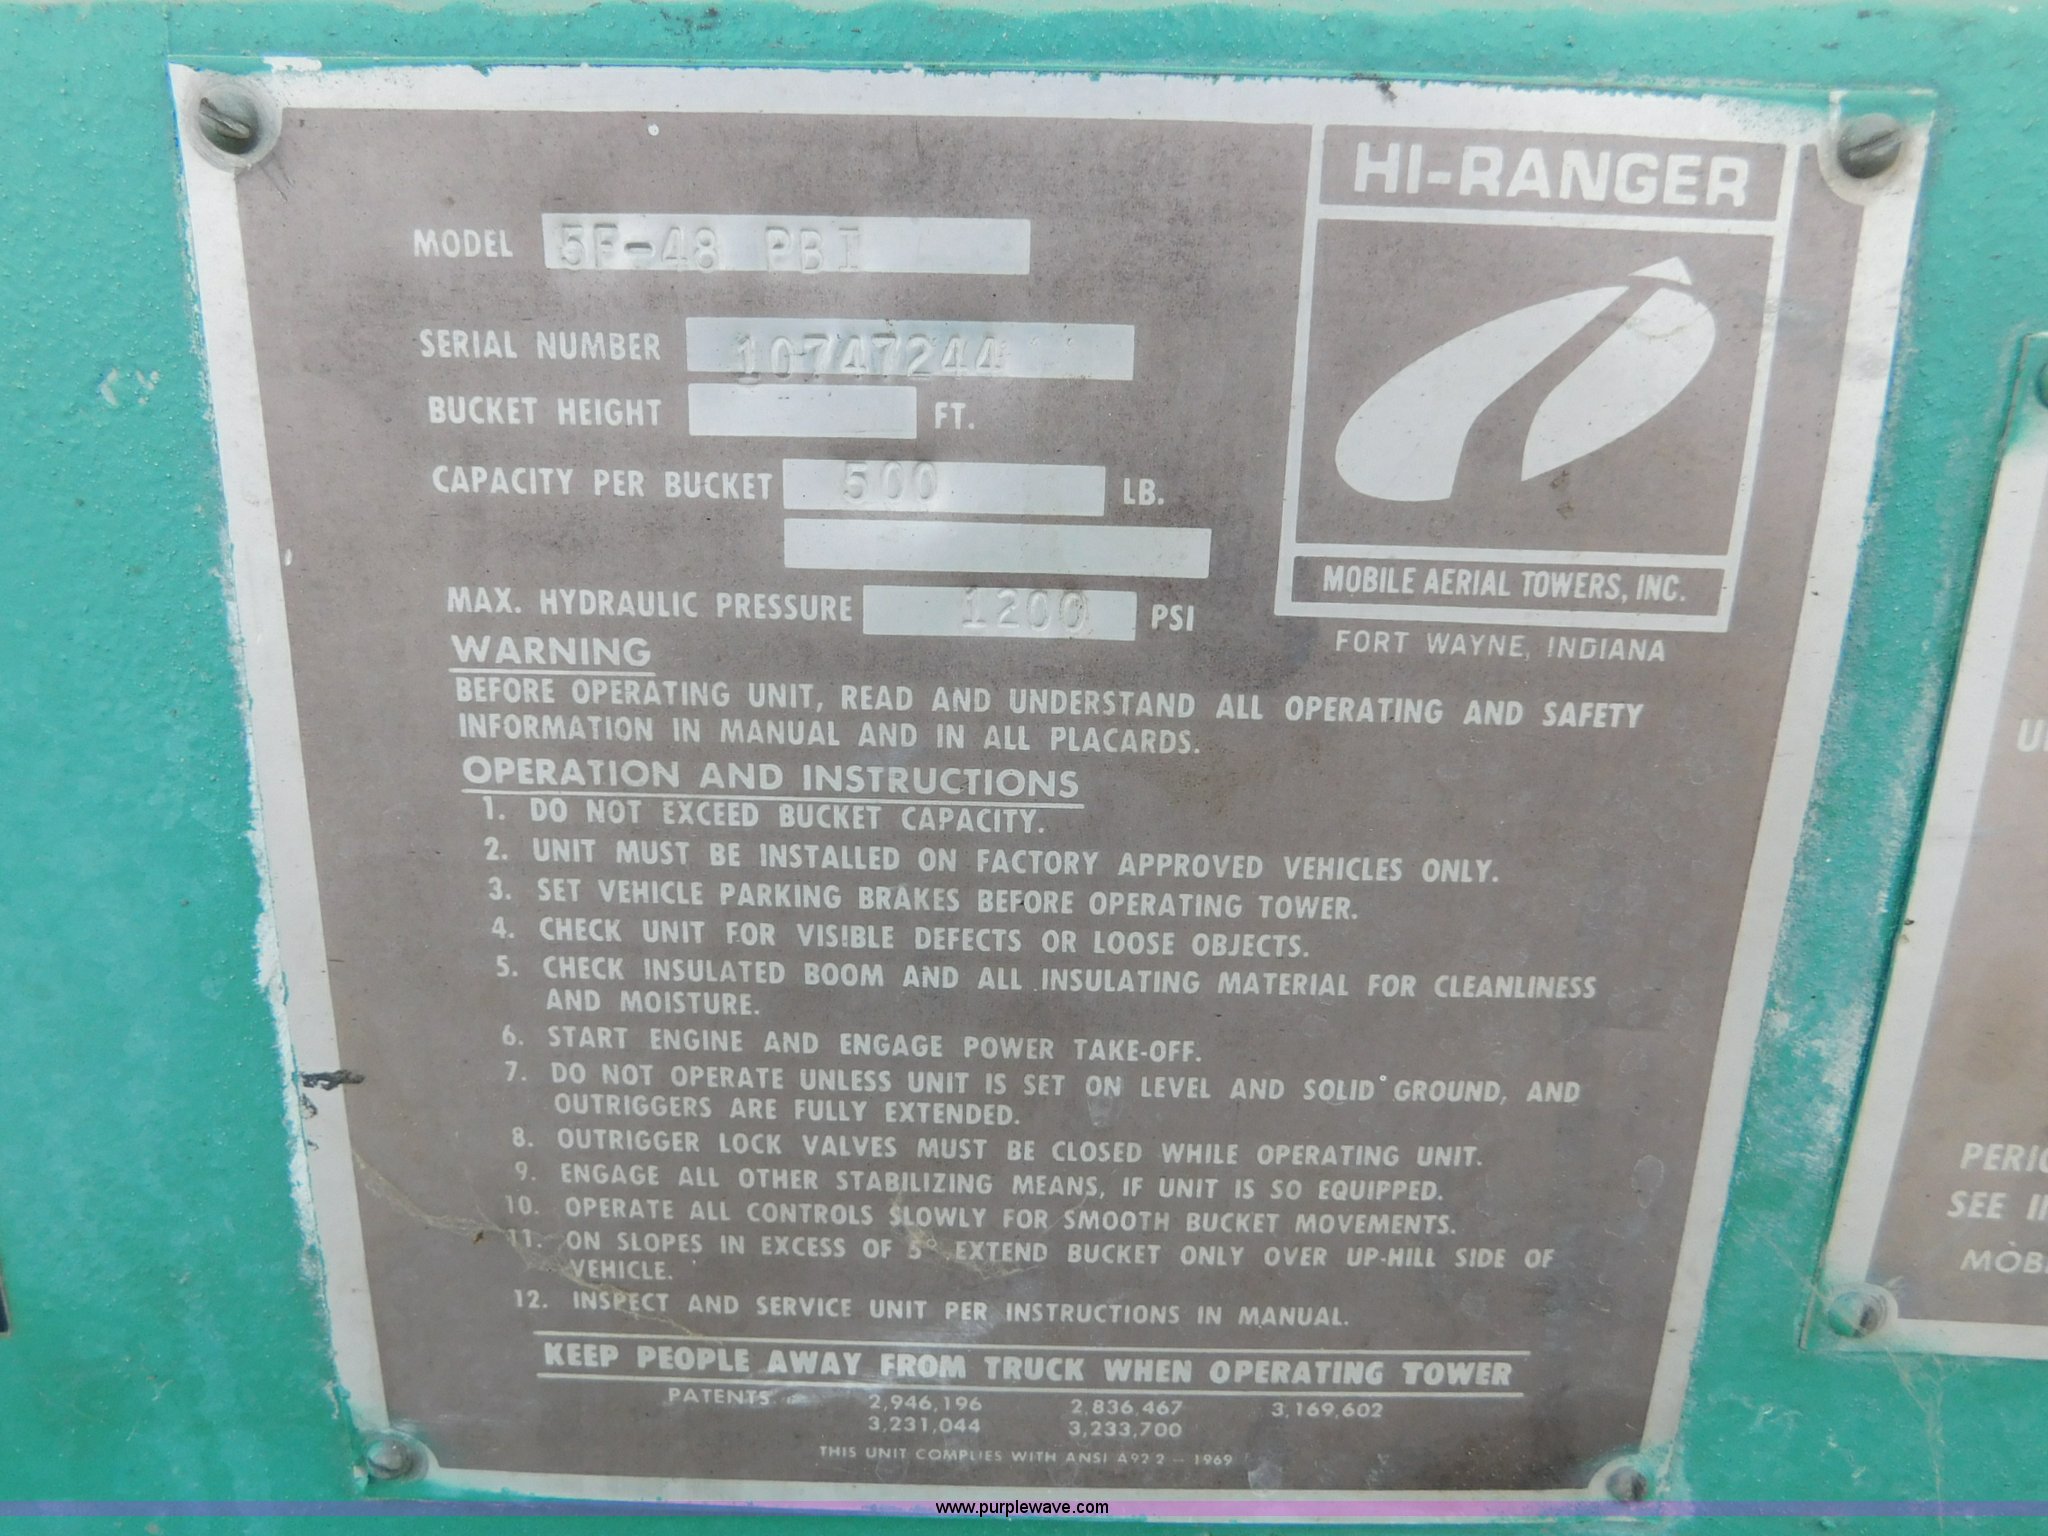 HI-RANGER
MODEL 5F-48 PBI
SERIAL NUMBER 10747244
BUCKET HEIGHT FT.
CAPACITY PER BUCKET 500 LB.
MAX. HYDRAULIC PRESSURE 1200 PSI
MOBILE AERIAL TOWERS, INC.
FORT WAYNE, INDIANA
WARNING
BEFORE OPERATING UNIT, READ AND UNDERSTAND ALL OPERATING AND SAFETY
INFORMATION IN MANUAL AND IN ALL PLACARDS.
OPERATION AND INSTRUCTIONS
1. DO NOT EXCEED BUCKET CAPACITY.
2. UNIT MUST BE INSTALLED ON FACTORY APPROVED VEHICLES ONLY.
3. SET VEHICLE PARKING BRAKES BEFORE OPERATING TOWER.
4. CHECK UNIT FOR VISIBLE DEFECTS OR LOOSE OBJECTS.
5. CHECK INSULATED BOOM AND ALL INSULATING MATERIAL FOR CLEANLINESS
AND MOISTURE.
6. START ENGINE AND ENGAGE POWER TAKE-OFF.
7. DO NOT OPERATE UNLESS UNIT IS SET ON LEVEL AND SOLID GROUND, AND
OUTRIGGERS ARE FULLY EXTENDED.
8. OUTRIGGER LOCK VALVES MUST BE CLOSED WHILE OPERATING UNIT.
9. ENGAGE ALL OTHER STABILIZING MEANS, IF UNIT IS SO EQUIPPED.
10. OPERATE ALL CONTROLS SLOWLY FOR SMOOTH BUCKET MOVEMENTS.
11. ON SLOPES IN EXCESS OF 5° EXTEND BUCKET ONLY OVER UP-HILL SIDE OF
VEHICLE.
12. INSPECT AND SERVICE UNIT PER INSTRUCTIONS IN MANUAL.
KEEP PEOPLE AWAY FROM TRUCK WHEN OPERATING TOWER
PATENTS 2,946,196 2,836,467 3,169,602
3,231,044 3,233,700
THIS UNIT COMPLIES WITH ANSI A92.2 - 1969
SEE
www.purplewave.com